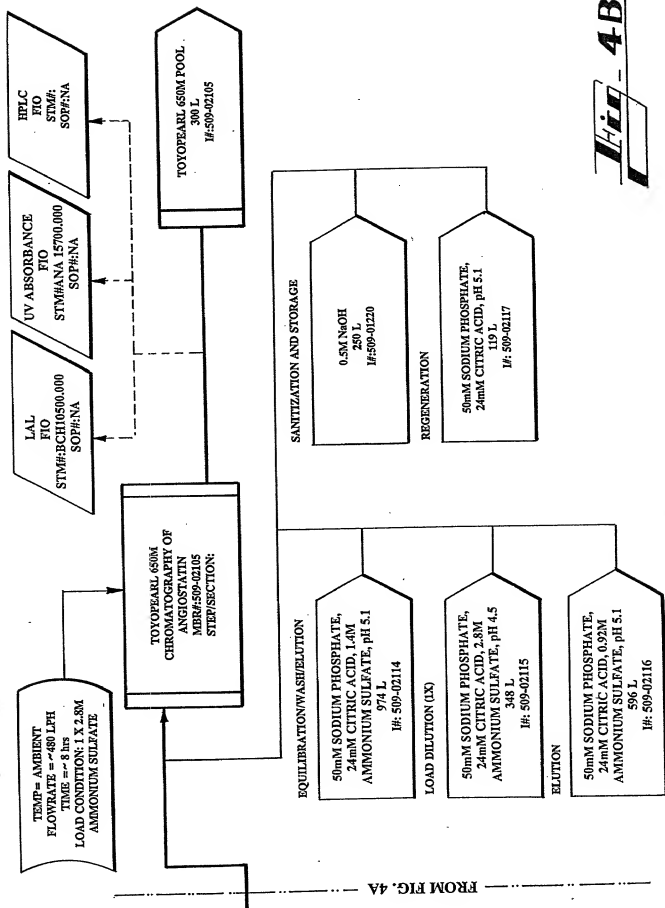 TEMP= AMBIENT
FLOWRATE = ~480 LPH
TIME = ~ 8 hrs
LOAD CONDITION: 1 X 2.8M
AMMONIUM SULFATE
LAL
FIO
STM#:BCH10500.000
SOP#:NA
UV ABSORBANCE
FIO
STM#ANA 15700.000
SOP#:NA
HPLC
FIO
STM#:
SOP#:NA
TOYOPEARL 650M
CHROMATOGRAPHY OF
ANGIOSTATIN
MBR#:509-02105
STEP/SECTION:
TOYOPEARL 650M POOL
300 L
I#:509-02105
EQUILIBRATION/WASH/ELUTION
50mM SODIUM PHOSPHATE,
24mM CITRIC ACID, 1.4M
AMMONIUM SULFATE, pH 5.1
974 L
I#: 509-02114
LOAD DILUTION (1X)
50mM SODIUM PHOSPHATE,
24mM CITRIC ACID, 2.8M
AMMONIUM SULFATE, pH 4.5
348 L
I#: 509-02115
ELUTION
50mM SODIUM PHOSPHATE,
24mM CITRIC ACID, 0.92M
AMMONIUM SULFATE, pH 5.1
596 L
I#: 509-02116
SANITIZATION AND STORAGE
0.5M NaOH
250 L
I#:509-01220
REGENERATION
50mM SODIUM PHOSPHATE,
24mM CITRIC ACID, pH 5.1
119 L
I#: 509-02117
FROM FIG. 4A
Fig_4B